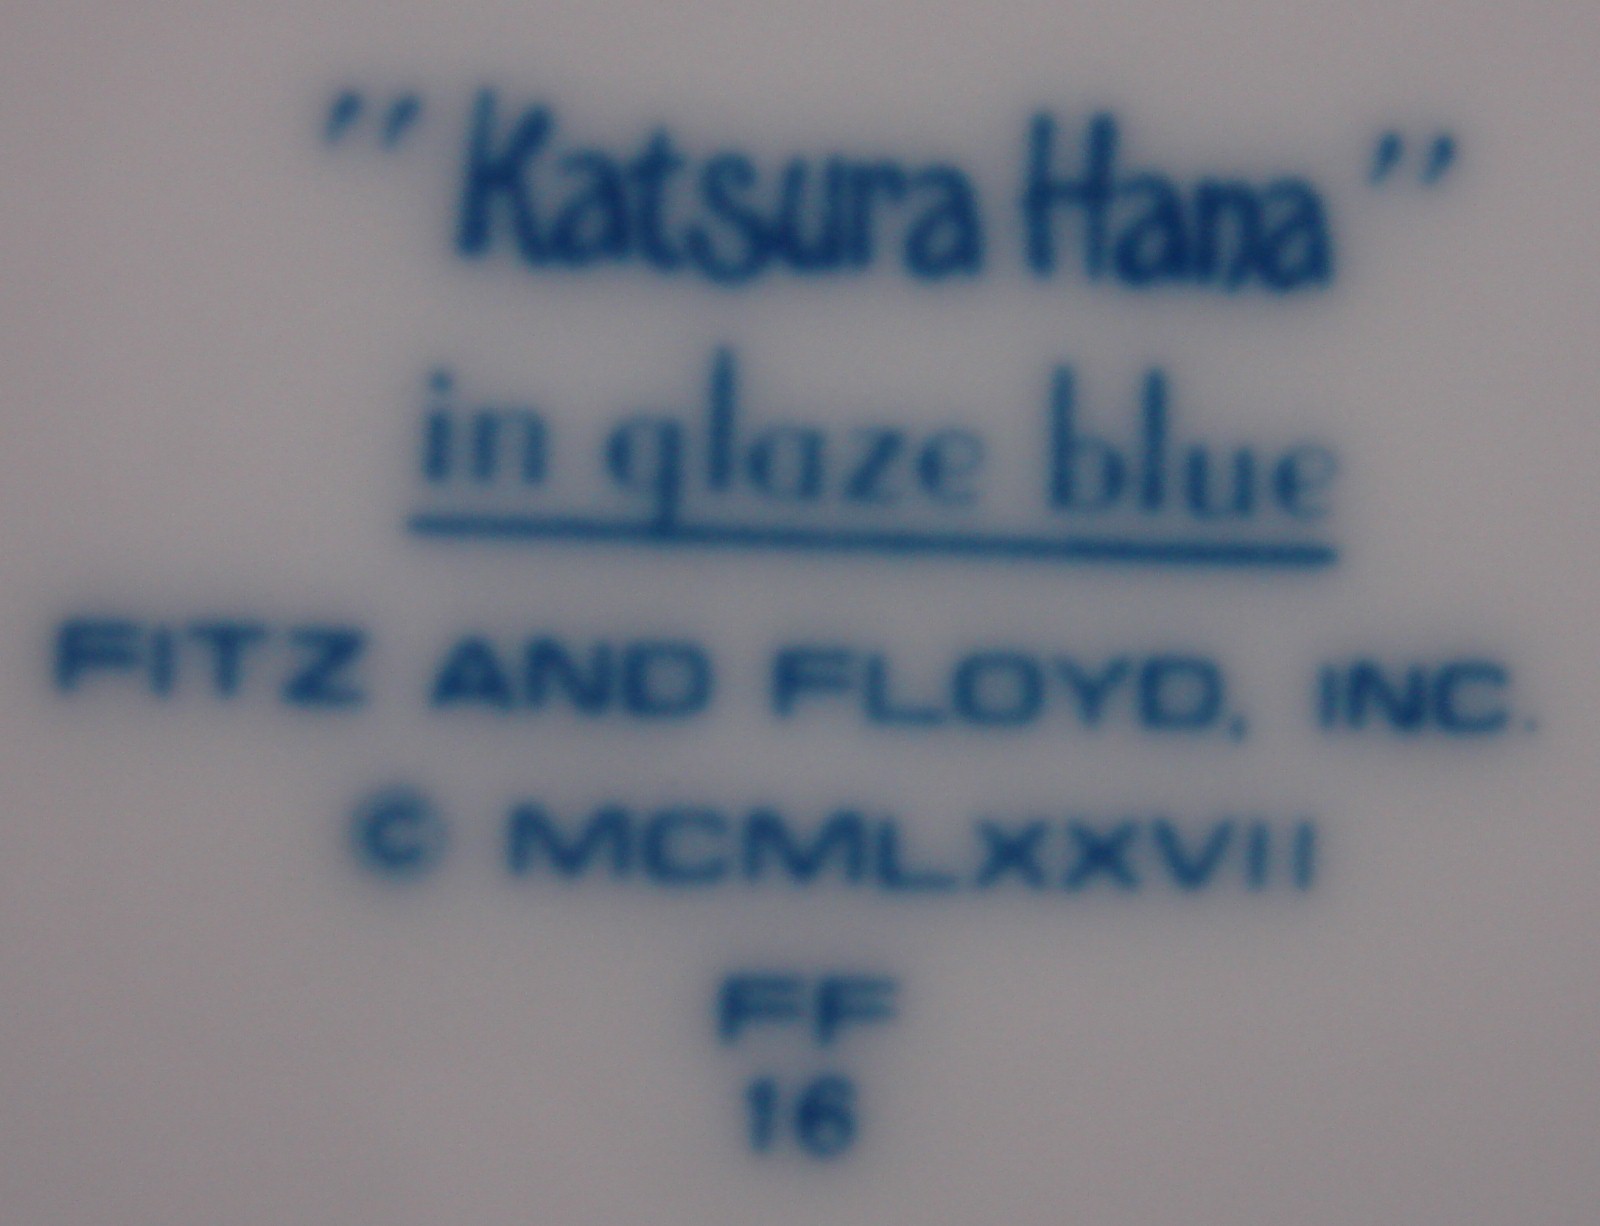 "Katsura Hana"
in glaze blue
FITZ AND FLOYD, INC.
© MCMLXXVII
FF
16